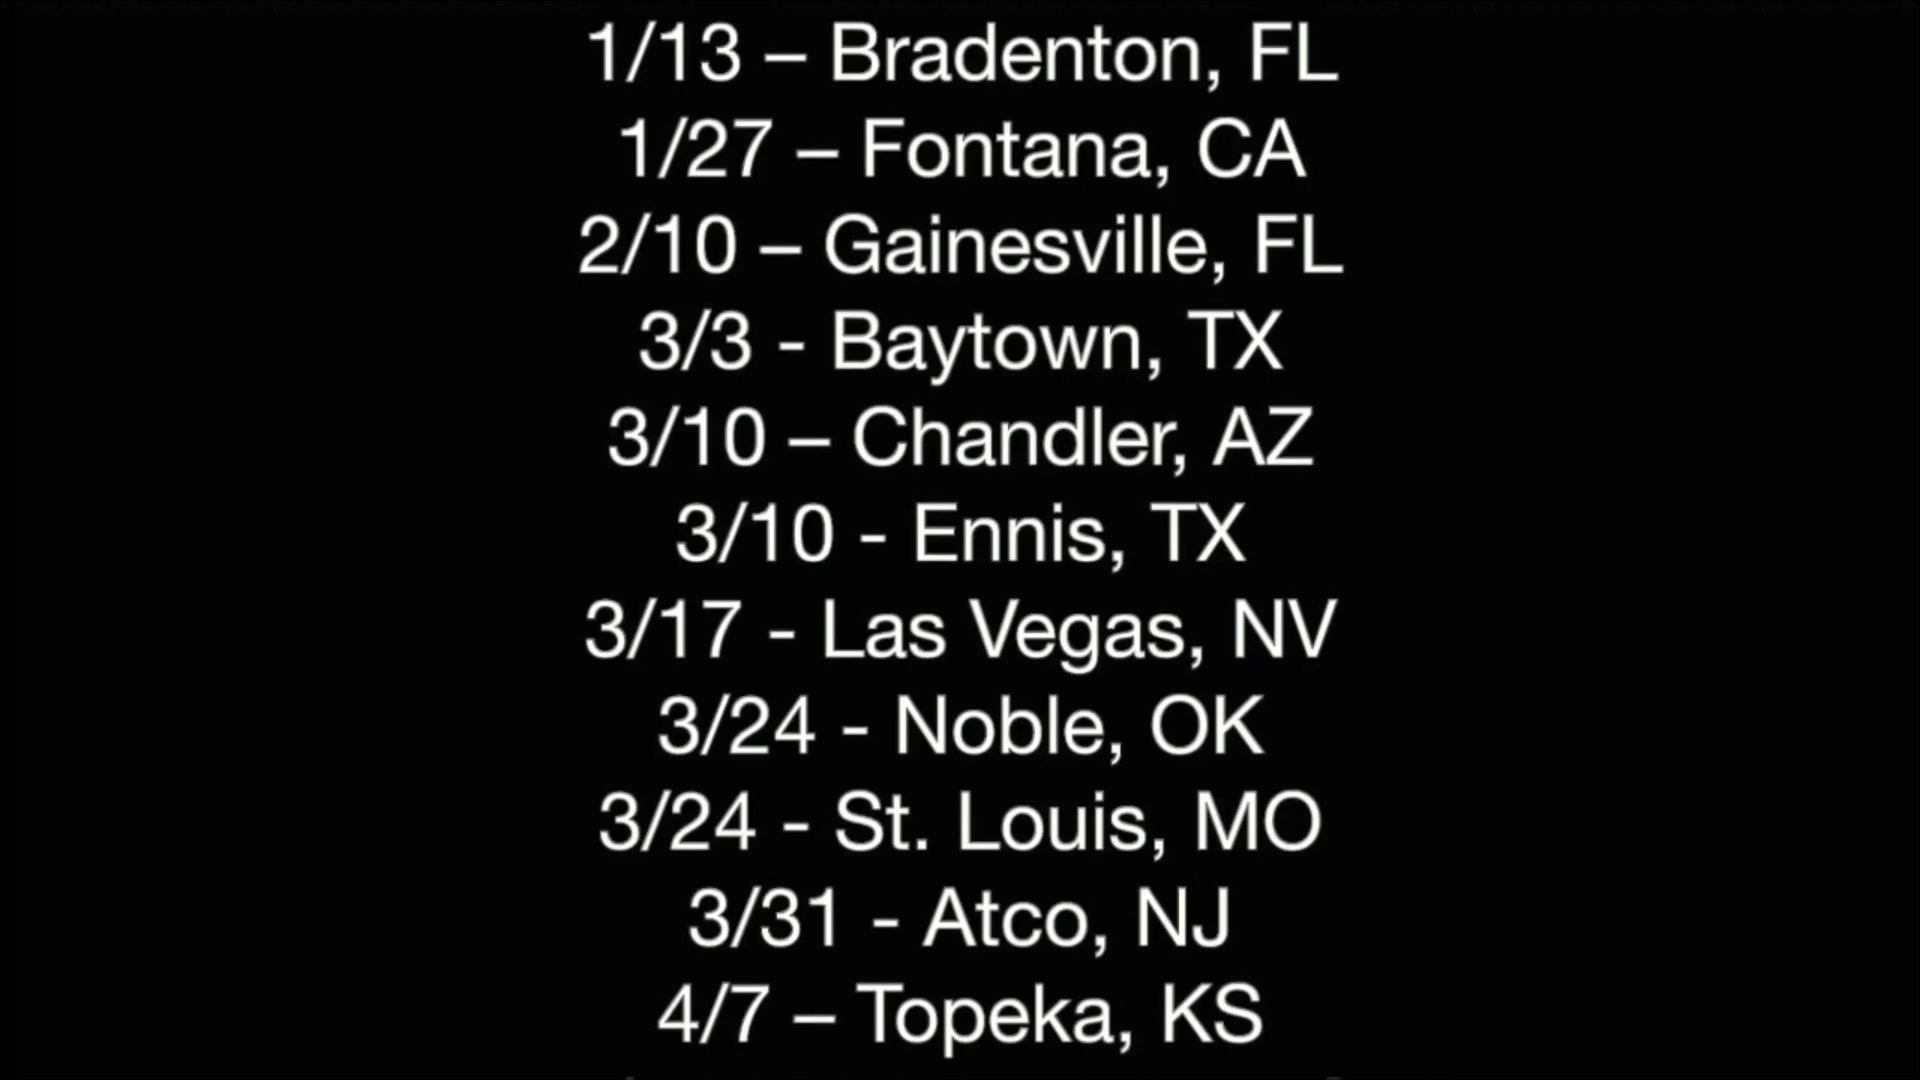 1/13 – Bradenton, FL
1/27 – Fontana, CA
2/10 – Gainesville, FL
3/3 - Baytown, TX
3/10 – Chandler, AZ
3/10 - Ennis, TX
3/17 - Las Vegas, NV
3/24 - Noble, OK
3/24 - St. Louis, MO
3/31 - Atco, NJ
4/7 – Topeka, KS